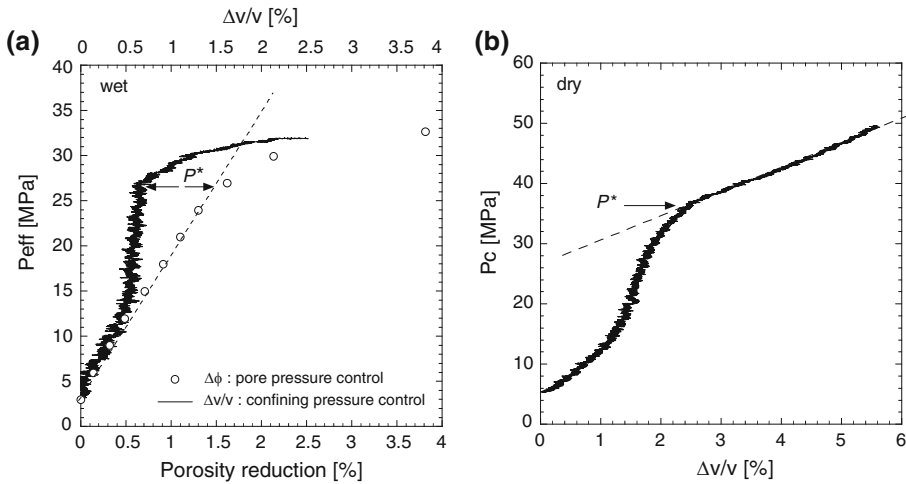 Δv/v [%]
(a)
0 0.5 1 1.5 2 2.5 3 3.5 4
40
35
30
25
20
15
10
5
0
Peff [MPa]
wet
P*
Δϕ : pore pressure control
Δv/v : confining pressure control
0 0.5 1 1.5 2 2.5 3 3.5 4
Porosity reduction [%]
(b)
60
50
40
30
20
10
0
Pc [MPa]
dry
P*
0 1 2 3 4 5 6
Δv/v [%]